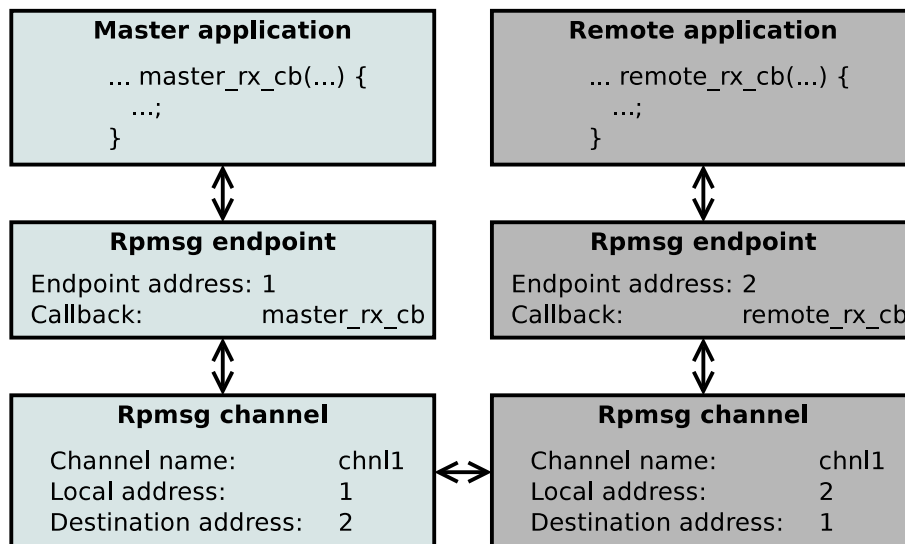 Master application
... master_rx_cb(...) {
...;
}
Remote application
... remote_rx_cb(...) {
...;
}
Rpmsg endpoint
Endpoint address: 1
Callback: master_rx_cb
Rpmsg endpoint
Endpoint address: 2
Callback: remote_rx_cb
Rpmsg channel
Channel name: chnl1
Local address: 1
Destination address: 2
Rpmsg channel
Channel name: chnl1
Local address: 2
Destination address: 1